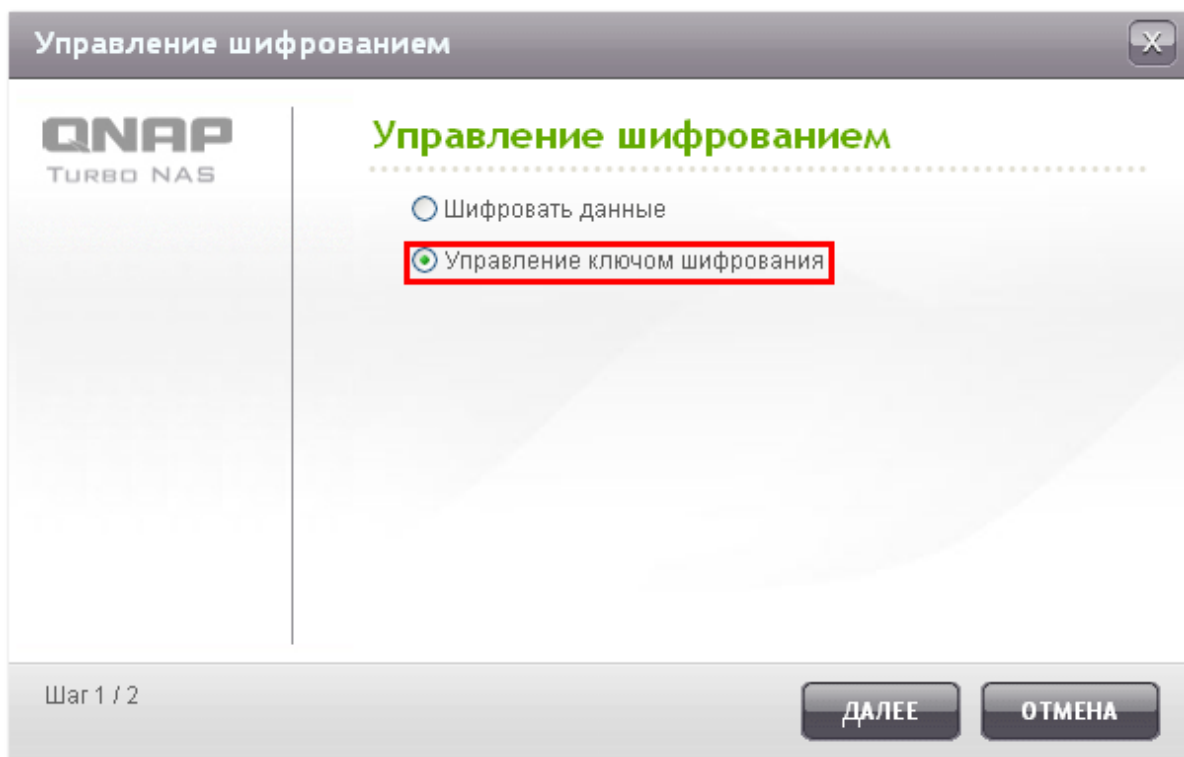 Управление шифрованием
X
QNAP
TURBO NAS
Управление шифрованием
Шифровать данные
Управление ключом шифрования
Шаг 1 / 2
ДАЛЕЕ
ОТМЕНА